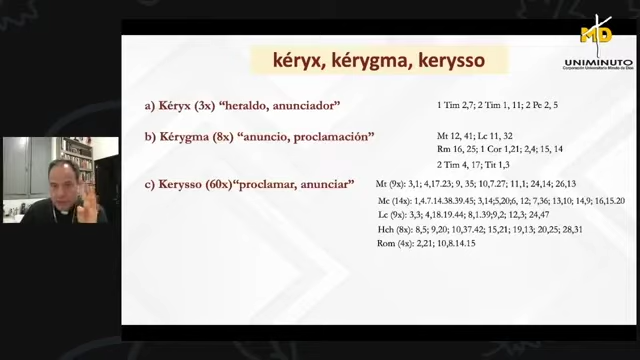 MD
UNIMINUTO
Corporación Universitaria Minuto de Dios
kéryx, kérygma, kerysso
a) Kéryx (3x) “heraldo, anunciador” 1 Tim 2,7; 2 Tim 1, 11; 2 Pe 2, 5
b) Kérygma (8x) “anuncio, proclamación” Mt 12, 41; Lc 11, 32
Rm 16, 25; 1 Cor 1,21; 2,4; 15, 14
2 Tim 4, 17; Tit 1,3
c) Kerysso (60x)“proclamar, anunciar” Mt (9x): 3,1; 4,17.23; 9, 35; 10,7.27; 11,1; 24,14; 26,13
Mc (14x): 1,4.7.14.38.39.45; 3,14;5,20;6, 12; 7,36; 13,10; 14,9; 16,15.20
Lc (9x): 3,3; 4,18.19.44; 8,1.39;9,2; 12,3; 24,47
Hch (8x): 8,5; 9,20; 10,37.42; 15,21; 19,13; 20,25; 28,31
Rom (4x): 2,21; 10,8.14.15